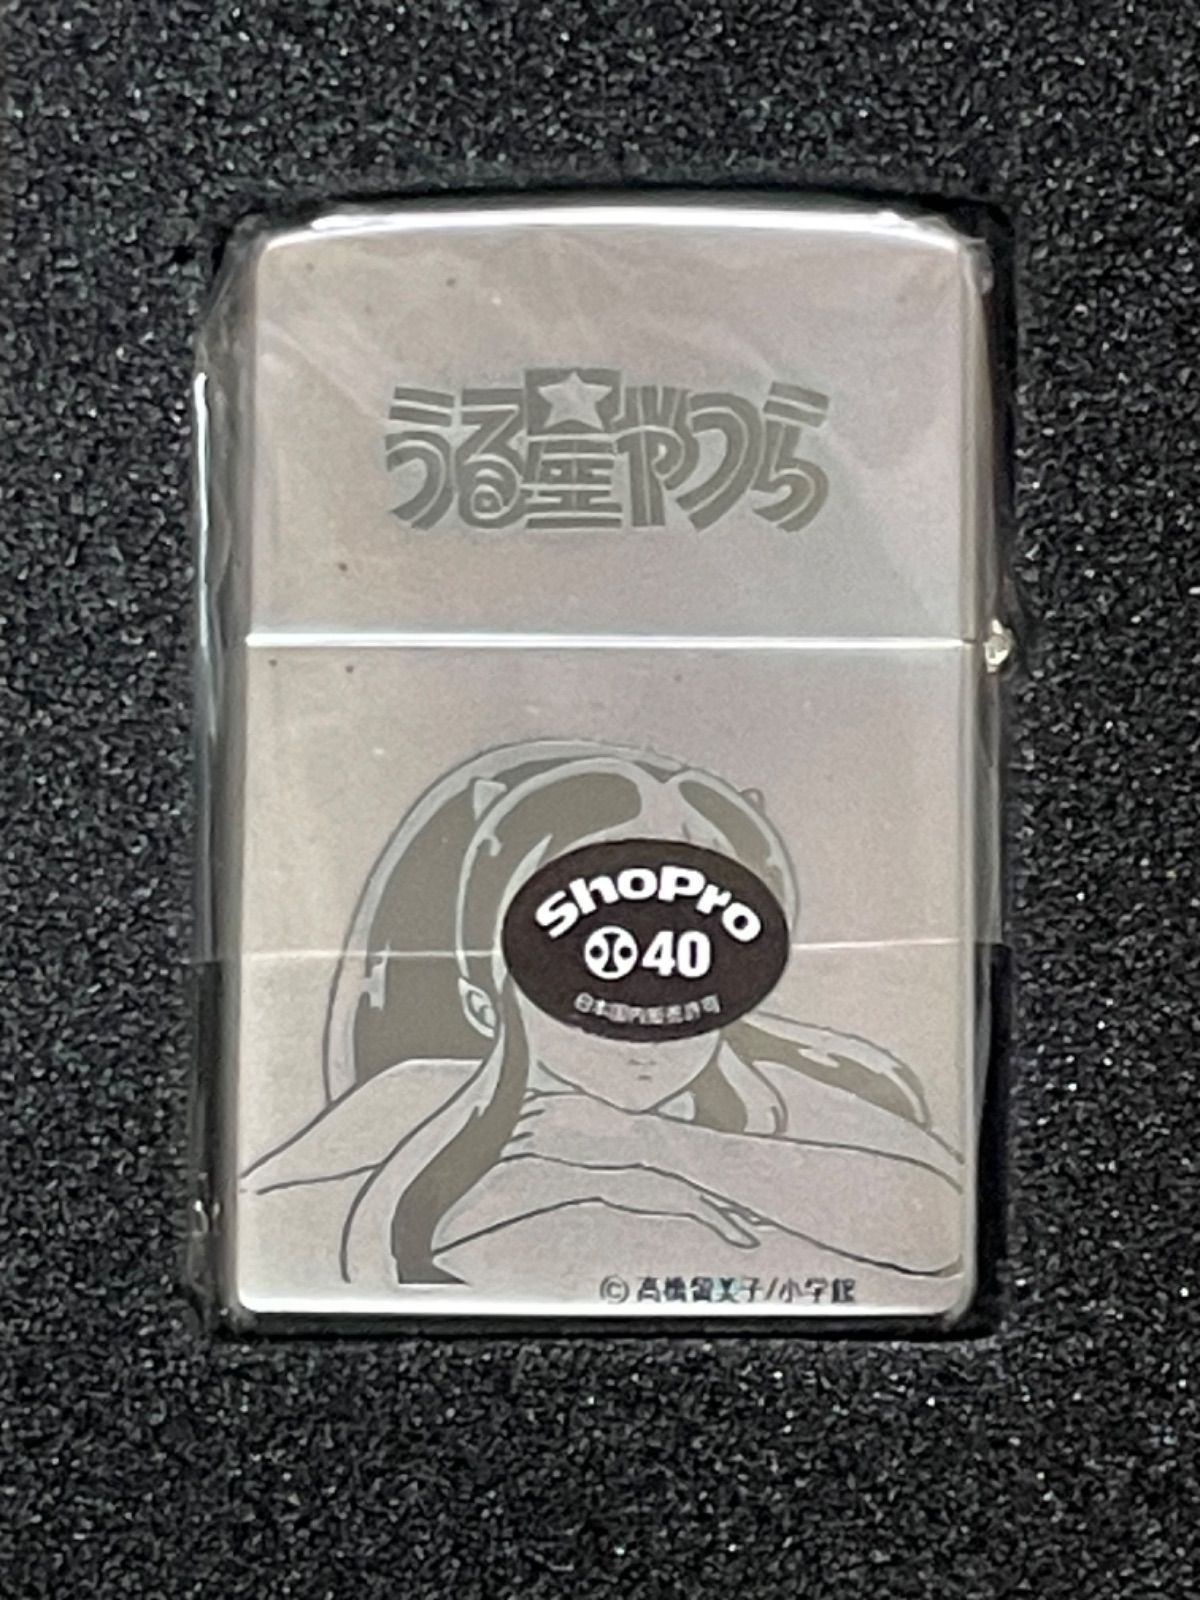 うる星やつら
ShoPro
40
日本国内販売許可
© 高橋留美子/小学館